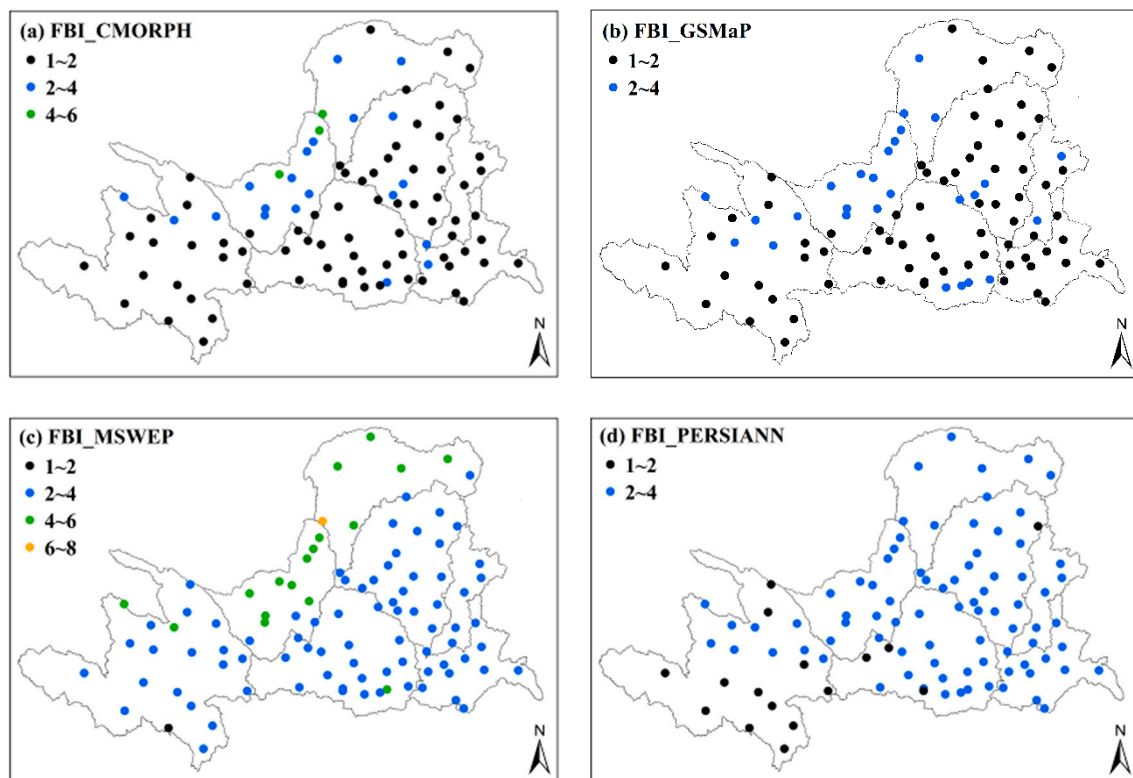 (a) FBI_CMORPH
1~2
2~4
4~6
N
(b) FBI_GSMaP
1~2
2~4
N
(c) FBI_MSWEP
1~2
2~4
4~6
6~8
N
(d) FBI_PERSIANN
1~2
2~4
N